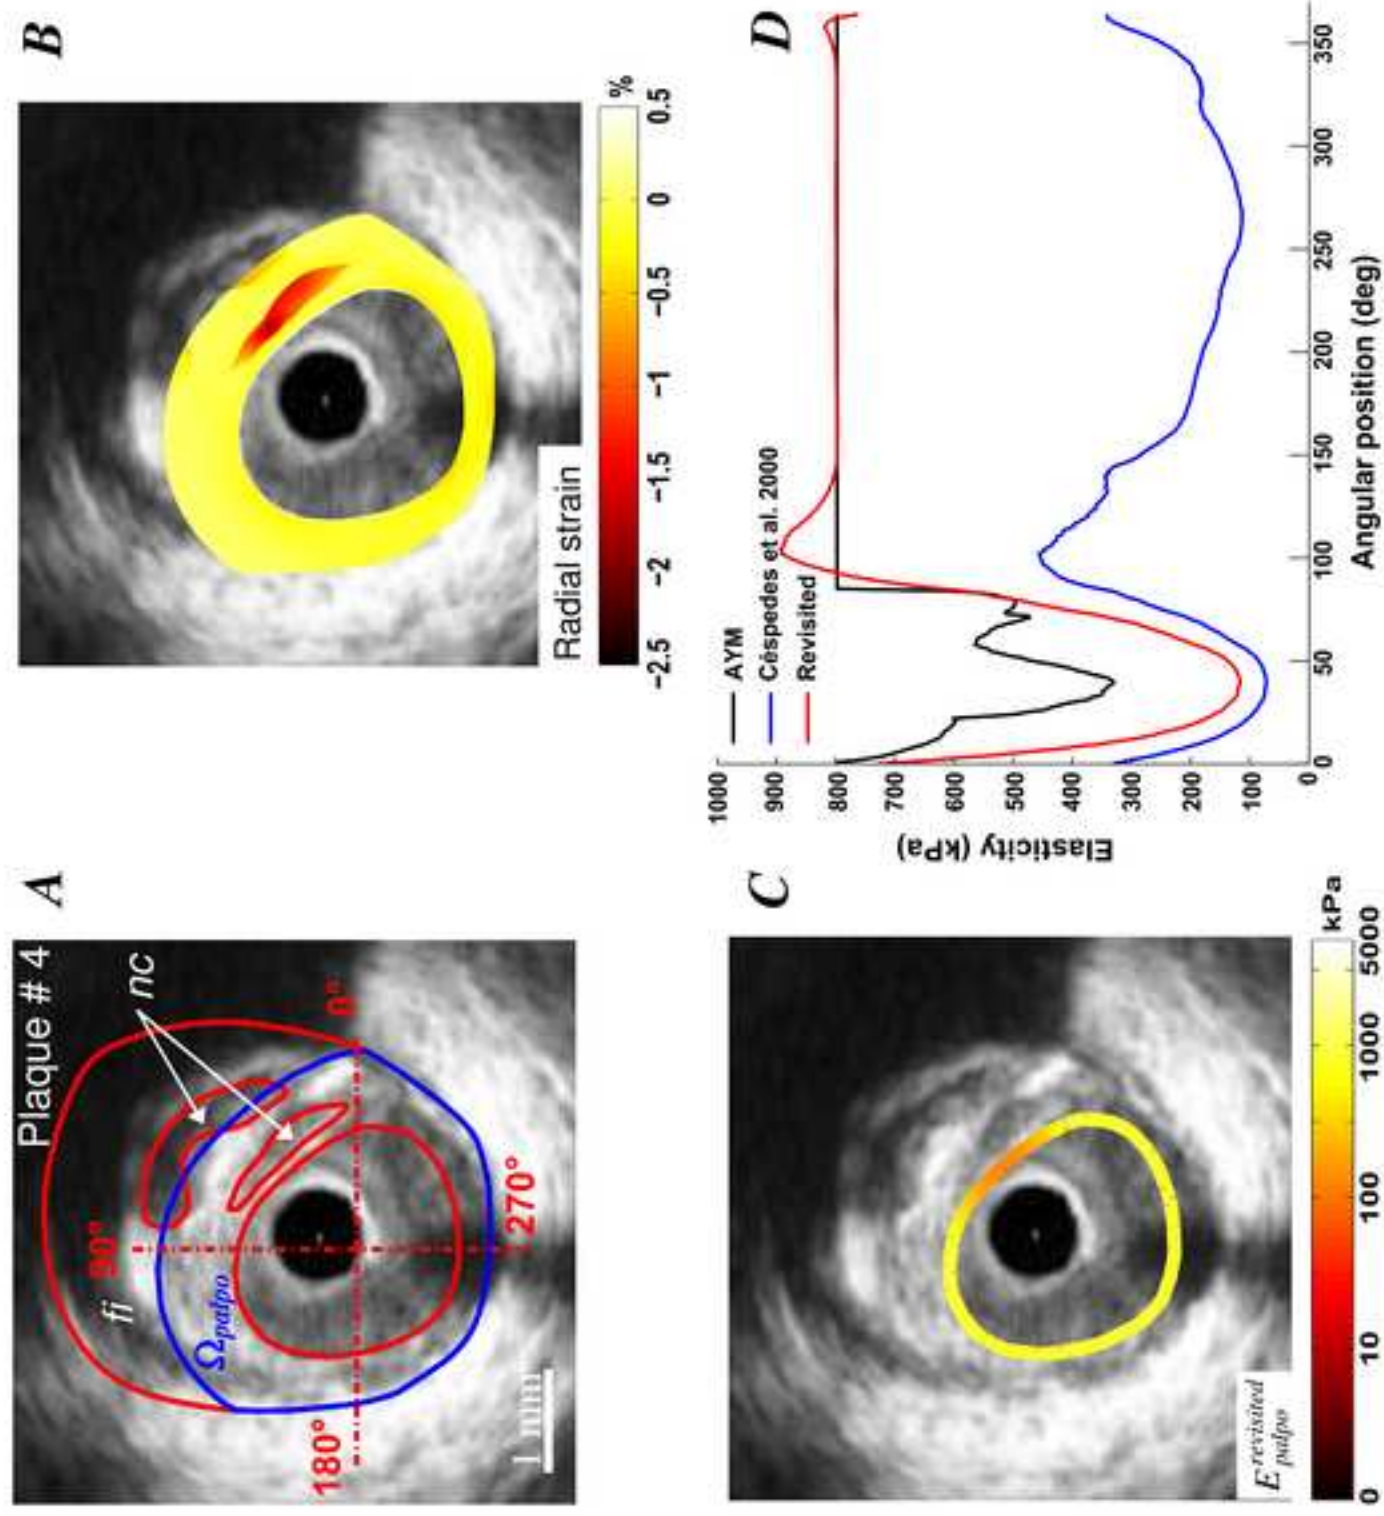 A
Plaque # 4
nc
fi
90°
0°
Ω palpo
180°
270°
1 mm
B
Radial strain
%
−2.5 −2 −1.5 −1 −0.5 0 0.5
C
E revisited palpo
kPa
0 10 100 1000 5000
D
AYM
Céspedes et al. 2000
Revisited
Elasticity (kPa)
1000
900
800
700
600
500
400
300
200
100
0
0 50 100 150 200 250 300 350
Angular position (deg)